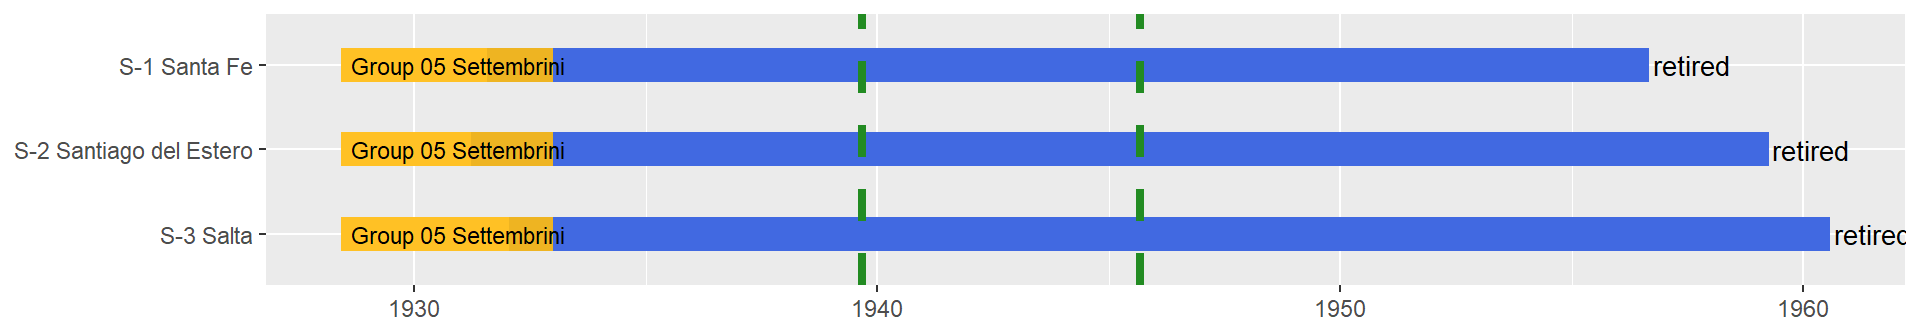 S-1 Santa Fe
Group 05 Settembrini
retired
S-2 Santiago del Estero
Group 05 Settembrini
retired
S-3 Salta
Group 05 Settembrini
retired
1930
1940
1950
1960